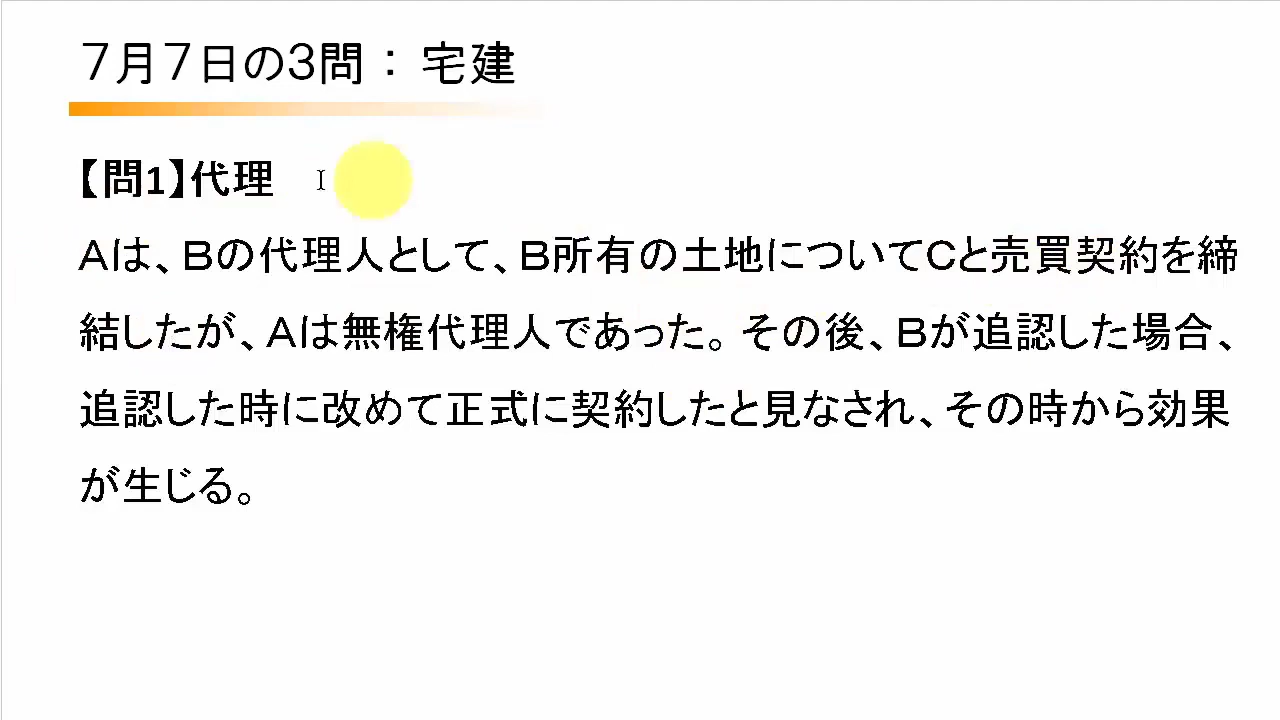 7月7日の3問：宅建
【問1】代理
Aは、Bの代理人として、B所有の土地についてCと売買契約を締
結したが、Aは無権代理人であった。その後、Bが追認した場合、
追認した時に改めて正式に契約したと見なされ、その時から効果
が生じる。